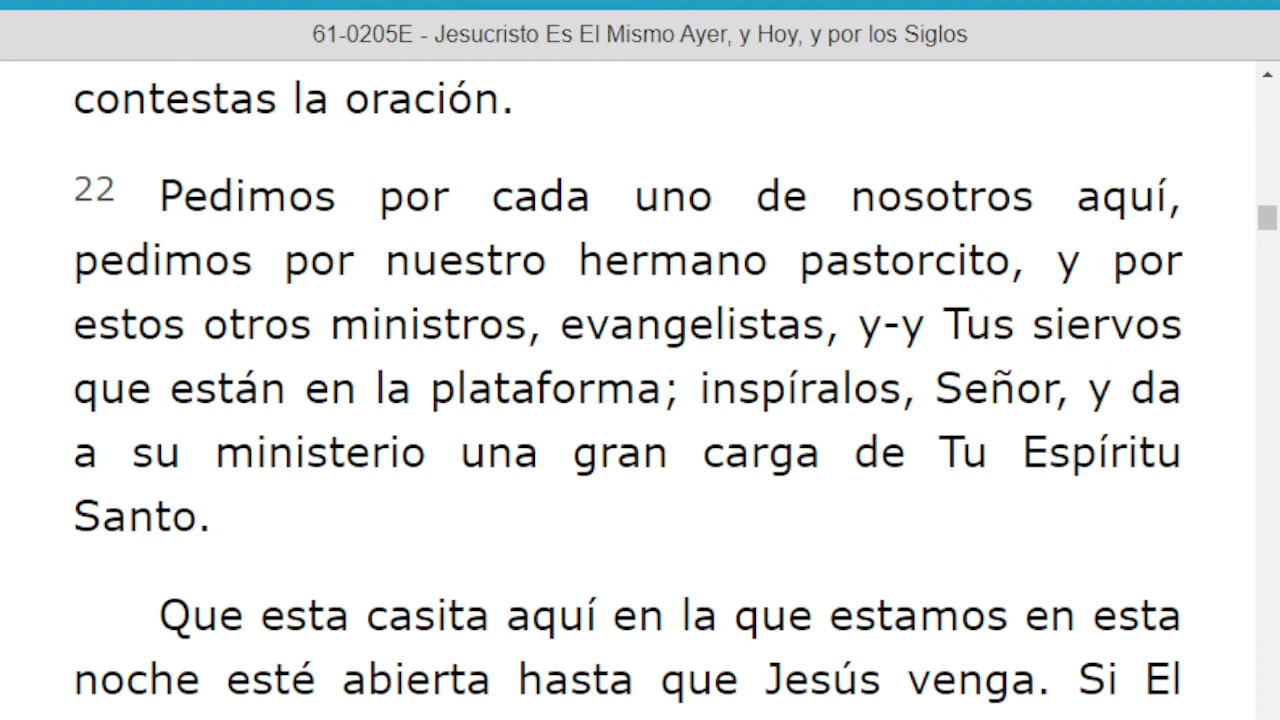 61-0205E - Jesucristo Es El Mismo Ayer, y Hoy, y por los Siglos
contestas la oración.
22 Pedimos por cada uno de nosotros aquí,
pedimos por nuestro hermano pastorcito, y por
estos otros ministros, evangelistas, y-y Tus siervos
que están en la plataforma; inspíralos, Señor, y da
a su ministerio una gran carga de Tu Espíritu
Santo.
Que esta casita aquí en la que estamos en esta
noche esté abierta hasta que Jesús venga. Si El